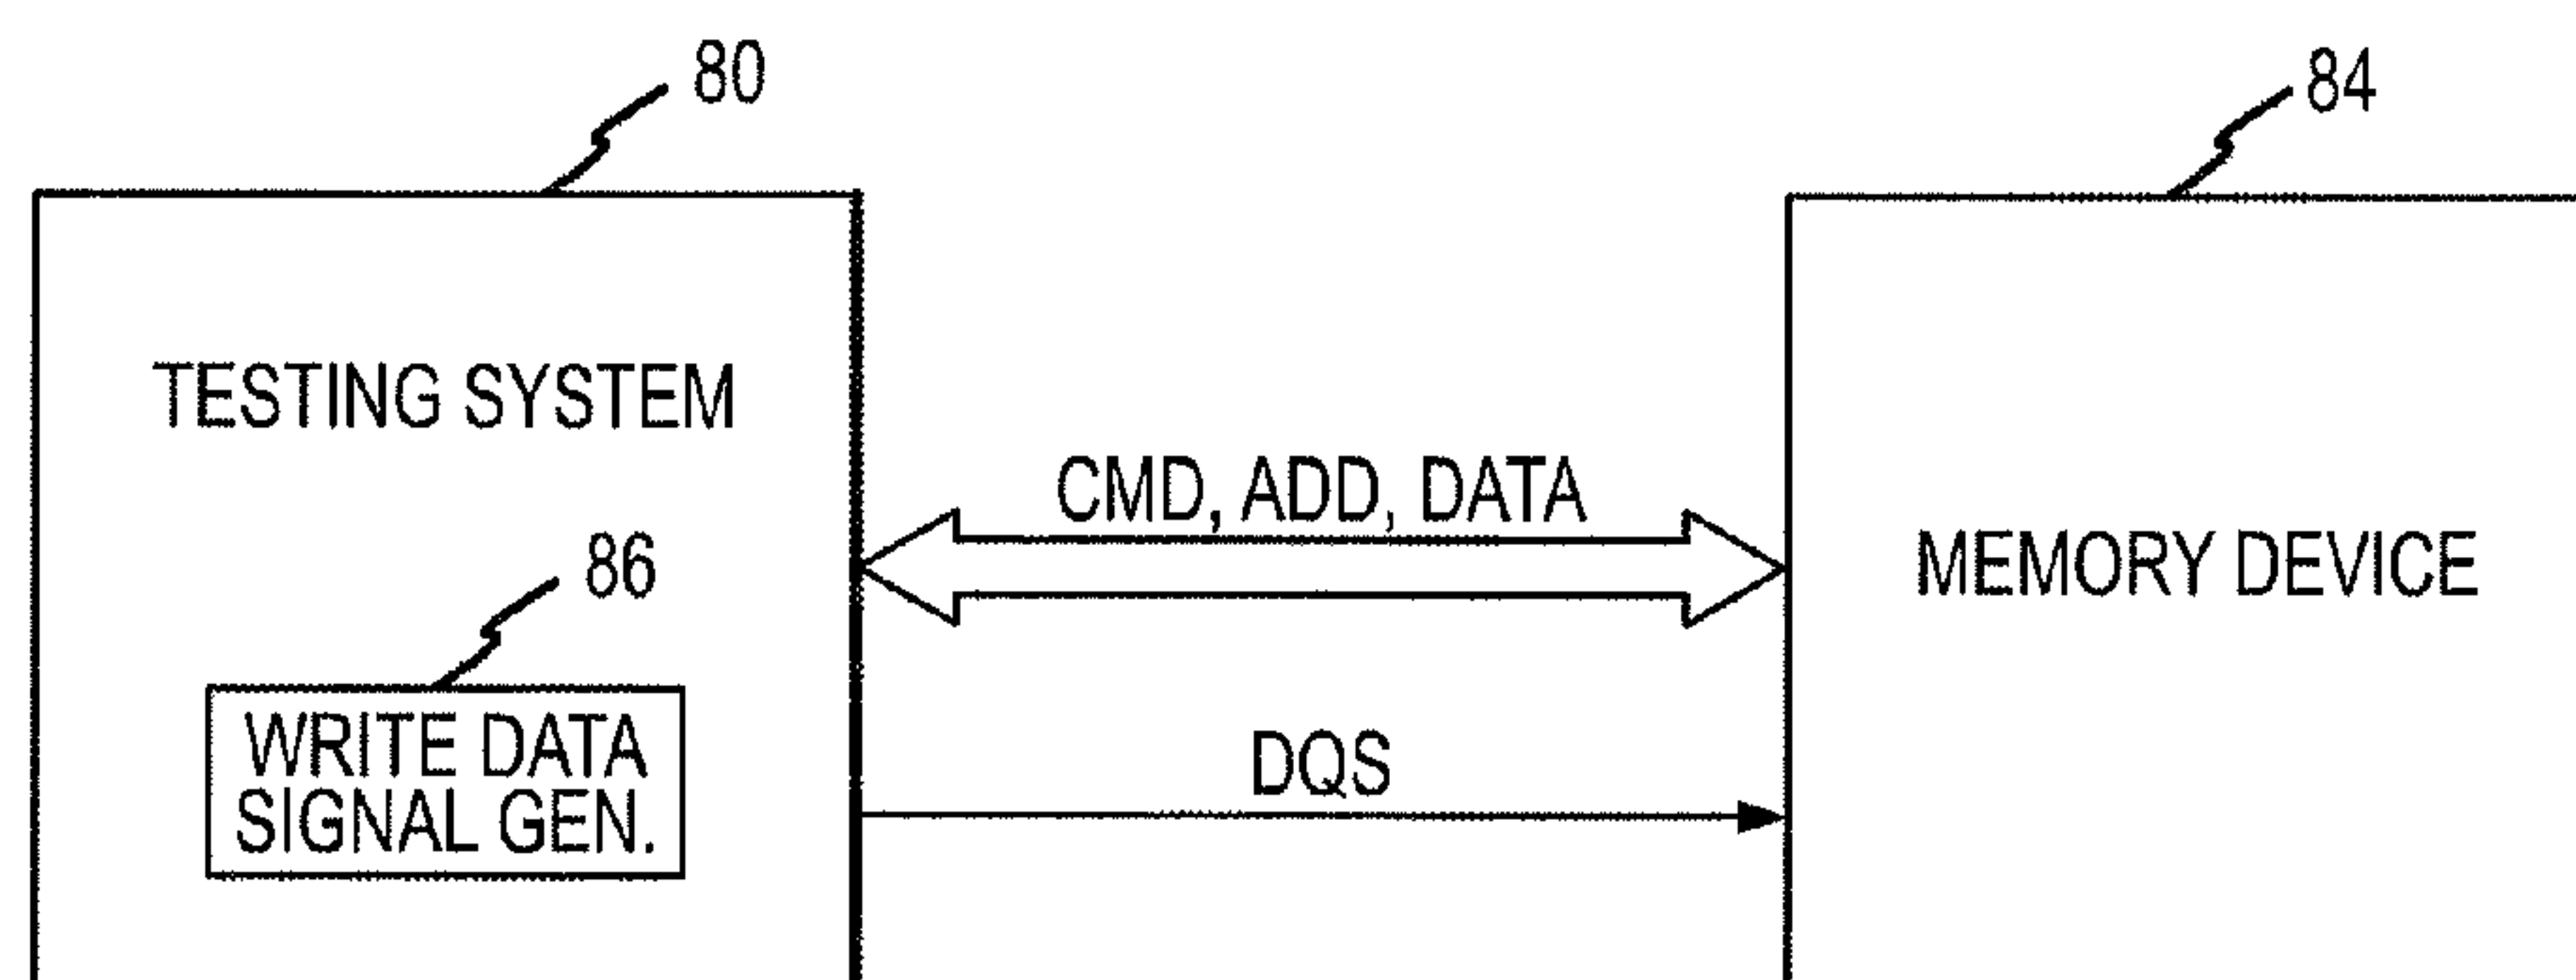 80
84
TESTING SYSTEM
CMD, ADD, DATA
MEMORY DEVICE
86
WRITE DATA
SIGNAL GEN.
DQS